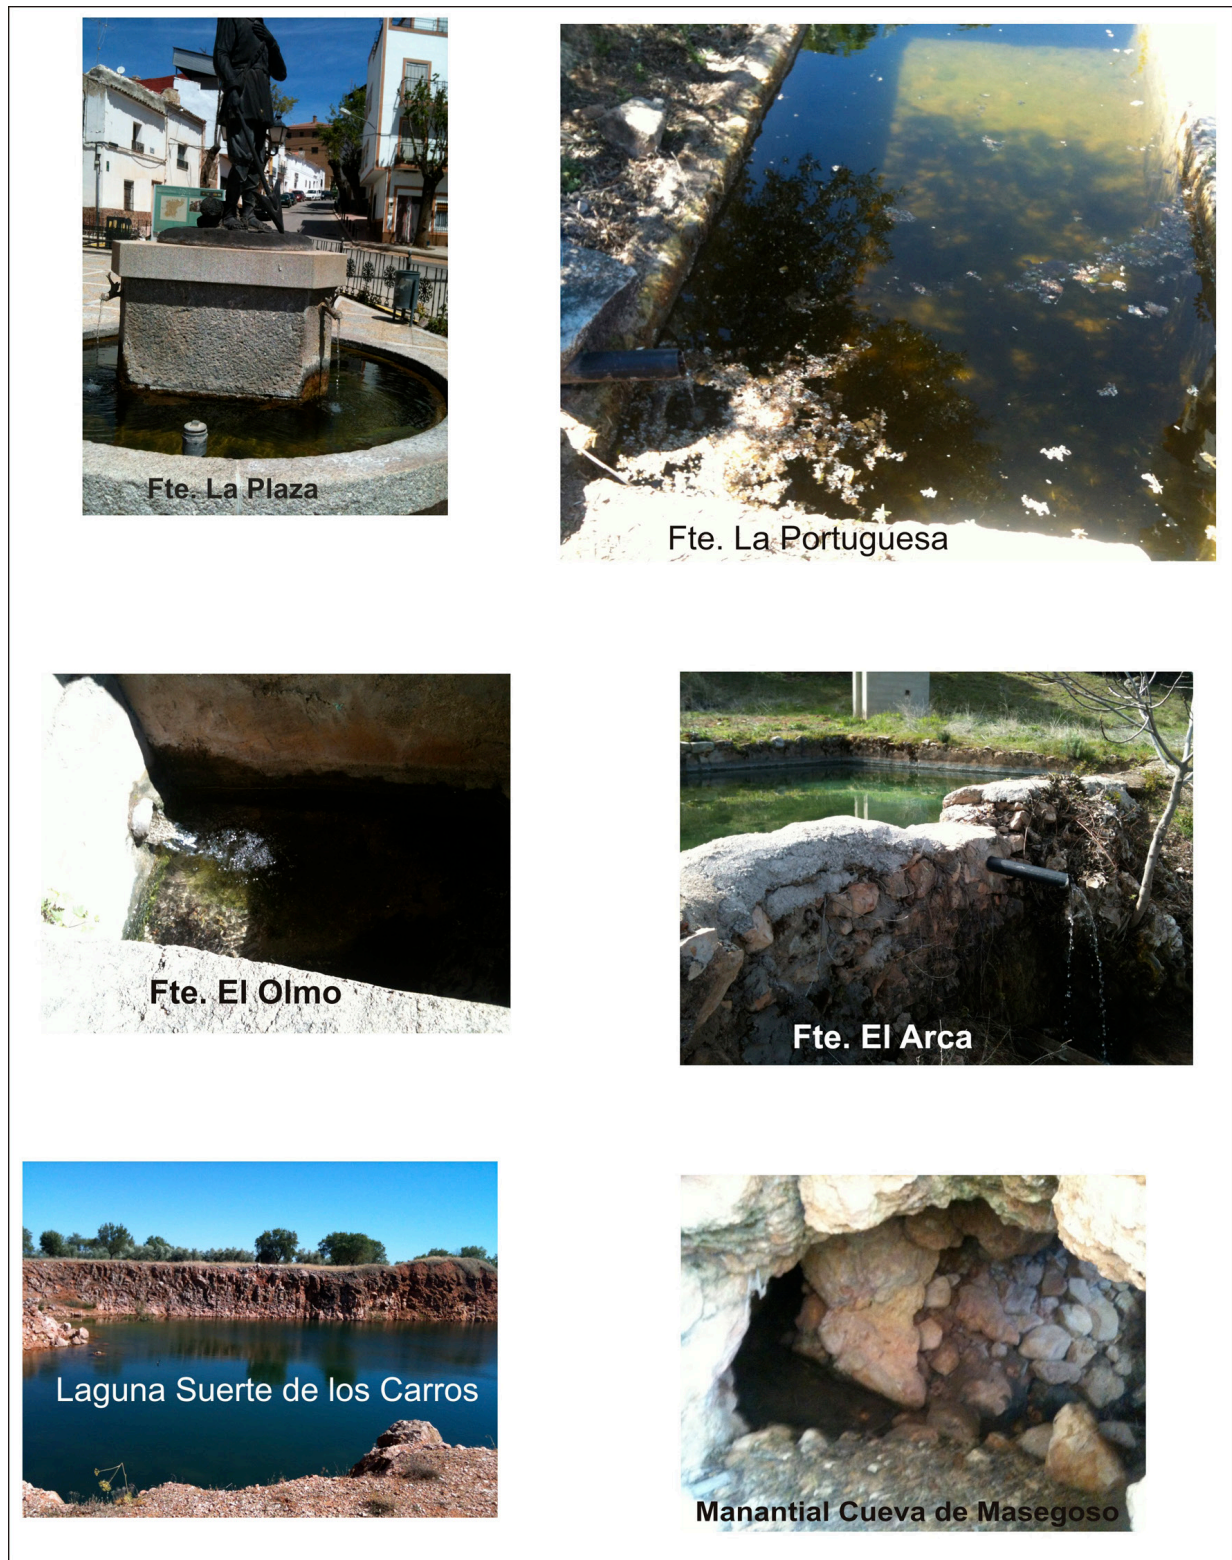 Fte. La Plaza
Fte. La Portuguesa
Fte. El Olmo
Fte. El Arca
Laguna Suerte de los Carros
Manantial Cueva de Masegoso